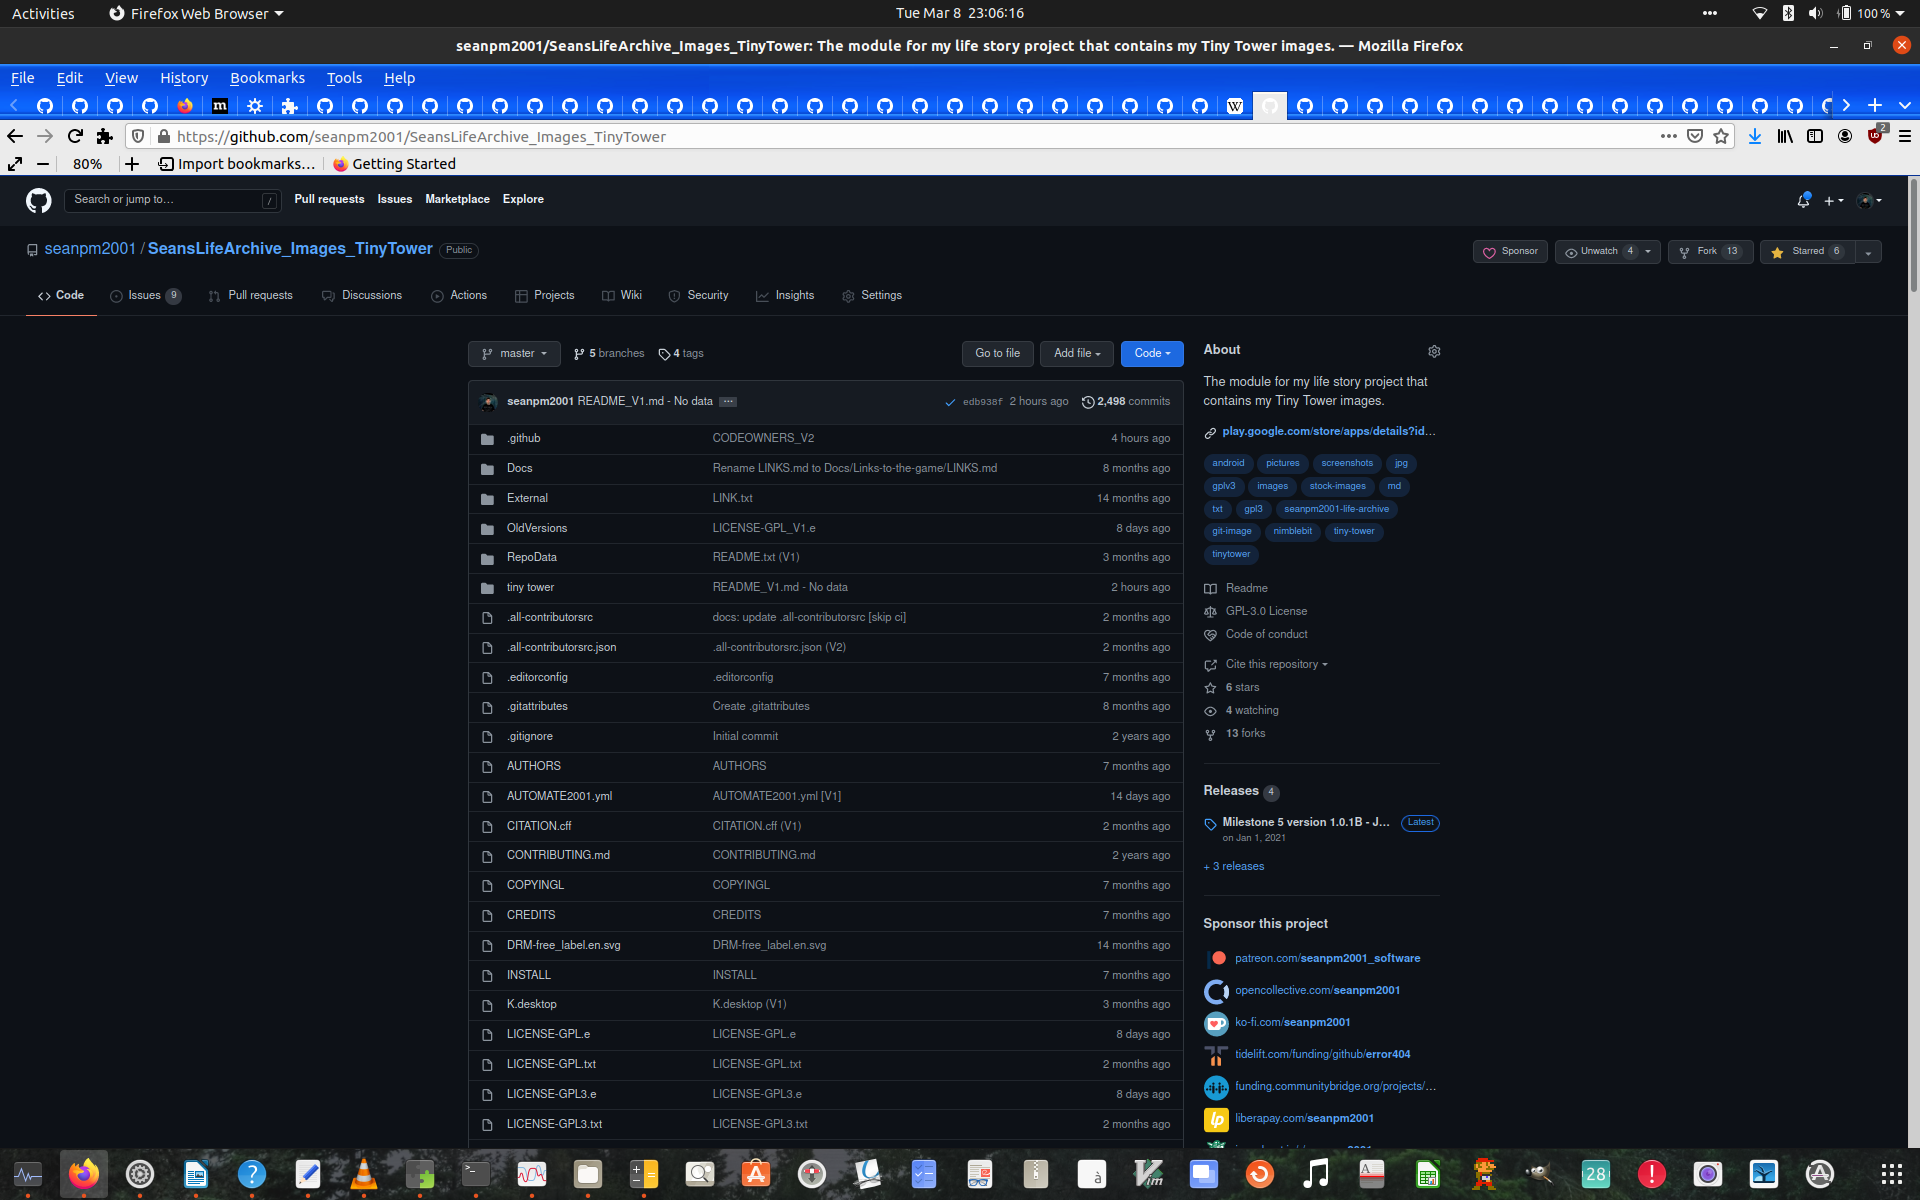 Activities Firefox Web Browser Tue Mar 8 23:06:16 100 %
seanpm2001/SeansLifeArchive_Images_TinyTower: The module for my life story project that contains my Tiny Tower images. — Mozilla Firefox
File Edit View History Bookmarks Tools Help
https://github.com/seanpm2001/SeansLifeArchive_Images_TinyTower 2
80% Import bookmarks... Getting Started
Search or jump to... / Pull requests Issues Marketplace Explore
seanpm2001 / SeansLifeArchive_Images_TinyTower Public Sponsor Unwatch 4 Fork 13 Starred 6
Code Issues 9 Pull requests Discussions Actions Projects Wiki Security Insights Settings
master 5 branches 4 tags Go to file Add file Code
seanpm2001 README_V1.md - No data ... edb938f 2 hours ago 2,498 commits
.github CODEOWNERS_V2 4 hours ago
Docs Rename LINKS.md to Docs/Links-to-the-game/LINKS.md 8 months ago
External LINK.txt 14 months ago
OldVersions LICENSE-GPL_V1.e 8 days ago
RepoData README.txt (V1) 3 months ago
tiny tower README_V1.md - No data 2 hours ago
.all-contributorsrc docs: update .all-contributorsrc [skip ci] 2 months ago
.all-contributorsrc.json .all-contributorsrc.json (V2) 2 months ago
.editorconfig .editorconfig 7 months ago
.gitattributes Create .gitattributes 8 months ago
.gitignore Initial commit 2 years ago
AUTHORS AUTHORS 7 months ago
AUTOMATE2001.yml AUTOMATE2001.yml [V1] 14 days ago
CITATION.cff CITATION.cff (V1) 2 months ago
CONTRIBUTING.md CONTRIBUTING.md 2 years ago
COPYINGL COPYINGL 7 months ago
CREDITS CREDITS 7 months ago
DRM-free_label.en.svg DRM-free_label.en.svg 14 months ago
INSTALL INSTALL 7 months ago
K.desktop K.desktop (V1) 3 months ago
LICENSE-GPL.e LICENSE-GPL.e 8 days ago
LICENSE-GPL.txt LICENSE-GPL.txt 2 months ago
LICENSE-GPL3.e LICENSE-GPL3.e 8 days ago
LICENSE-GPL3.txt LICENSE-GPL3.txt 2 months ago
About
The module for my life story project that
contains my Tiny Tower images.
play.google.com/store/apps/details?id...
android pictures screenshots jpg
gplv3 images stock-images md
txt gpl3 seanpm2001-life-archive
git-image nimblebit tiny-tower
tinytower
Readme
GPL-3.0 License
Code of conduct
Cite this repository
6 stars
4 watching
13 forks
Releases 4
Milestone 5 version 1.0.1B - J... Latest
on Jan 1, 2021
+ 3 releases
Sponsor this project
patreon.com/seanpm2001_software
opencollective.com/seanpm2001
ko-fi.com/seanpm2001
tidelift.com/funding/github/error404
funding.communitybridge.org/projects/...
liberapay.com/seanpm2001
28